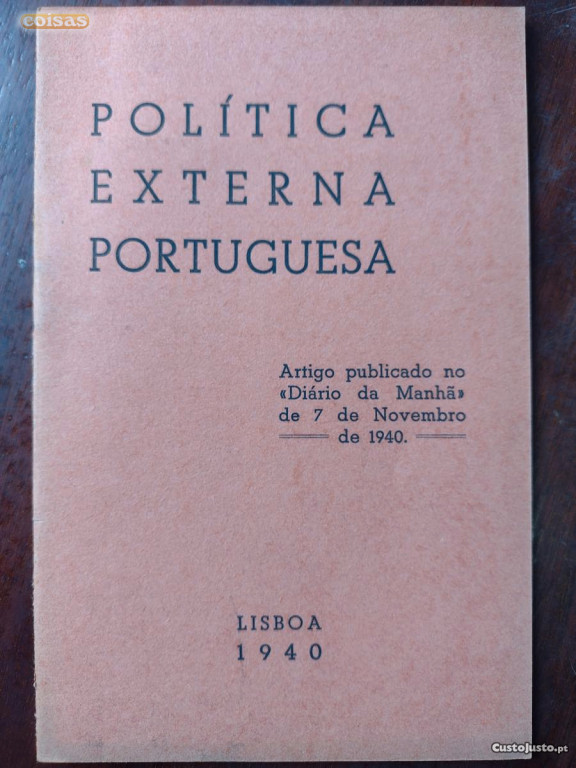 coisas
POLÍTICA
EXTERNA
PORTUGUESA
Artigo publicado no
«Diário da Manhã»
de 7 de Novembro
de 1940.
LISBOA
1940
CustoJusto.pt